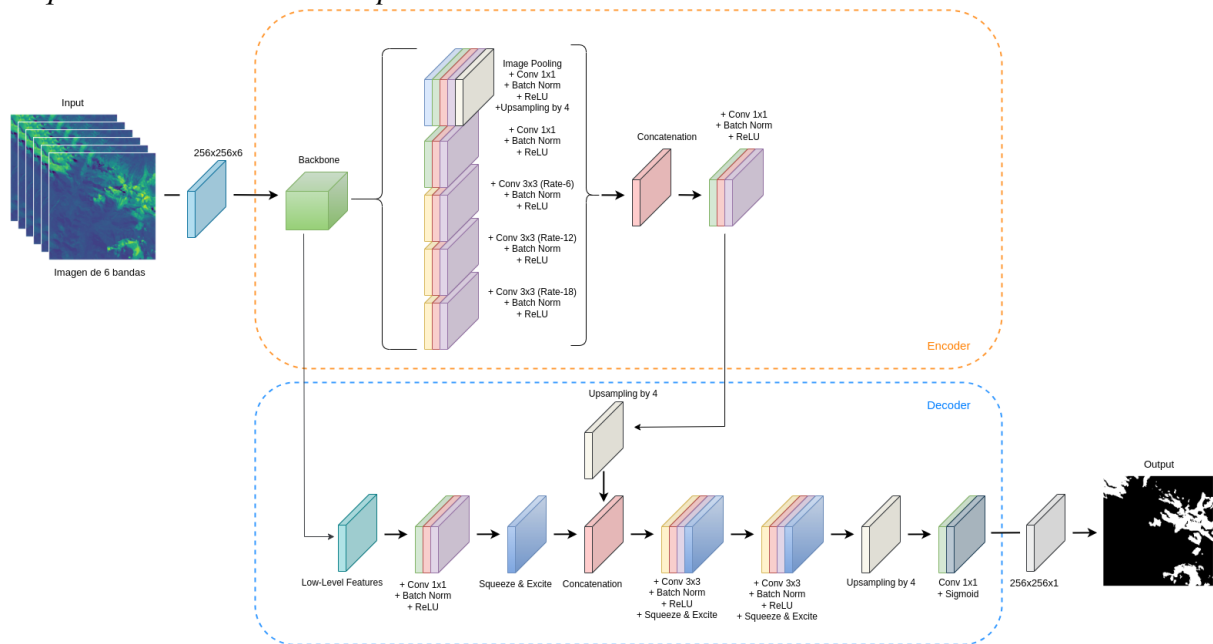 Input
Imagen de 6 bandas
256x256x6
Backbone
Image Pooling
+ Conv 1x1
+ Batch Norm
+ ReLU
+Upsampling by 4
+ Conv 1x1
+ Batch Norm
+ ReLU
+ Conv 3x3 (Rate-6)
+ Batch Norm
+ ReLU
+ Conv 3x3 (Rate-12)
+ Batch Norm
+ ReLU
+ Conv 3x3 (Rate-18)
+ Batch Norm
+ ReLU
Concatenation
+ Conv 1x1
+ Batch Norm
+ ReLU
Encoder
Decoder
Upsampling by 4
Low-Level Features
+ Conv 1x1
+ Batch Norm
+ ReLU
Squeeze & Excite
Concatenation
+ Conv 3x3
+ Batch Norm
+ ReLU
+ Squeeze & Excite
+ Conv 3x3
+ Batch Norm
+ ReLU
+ Squeeze & Excite
Upsampling by 4
Conv 1x1
+ Sigmoid
256x256x1
Output